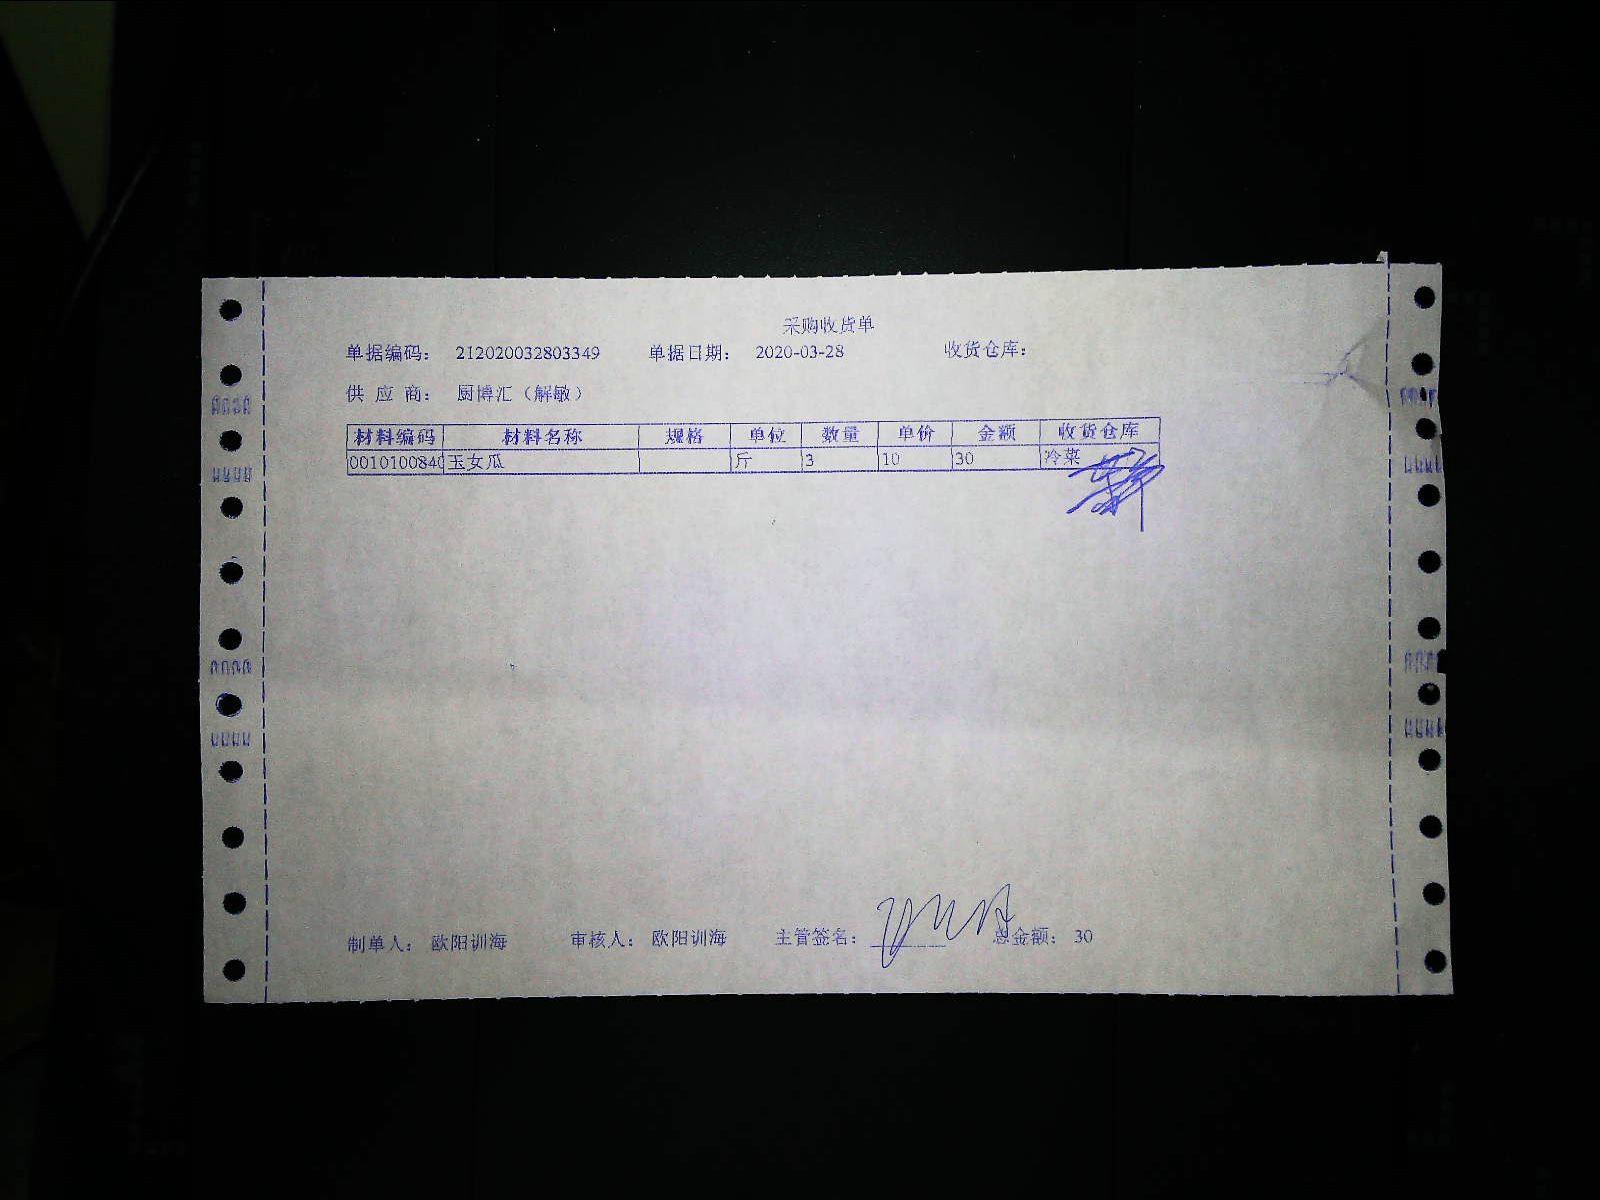 采购收货单
单据编码： 212020032803349 单据日期： 2020-03-28 收货仓库：
供 应 商： 厨博汇（解敏）
材料编码 材料名称 规格 单位 数量 单价 金额 收货仓库
0010100840 玉女瓜 斤 3 10 30 冷菜
制单人： 欧阳训海 审核人： 欧阳训海 主管签名： 总金额： 30